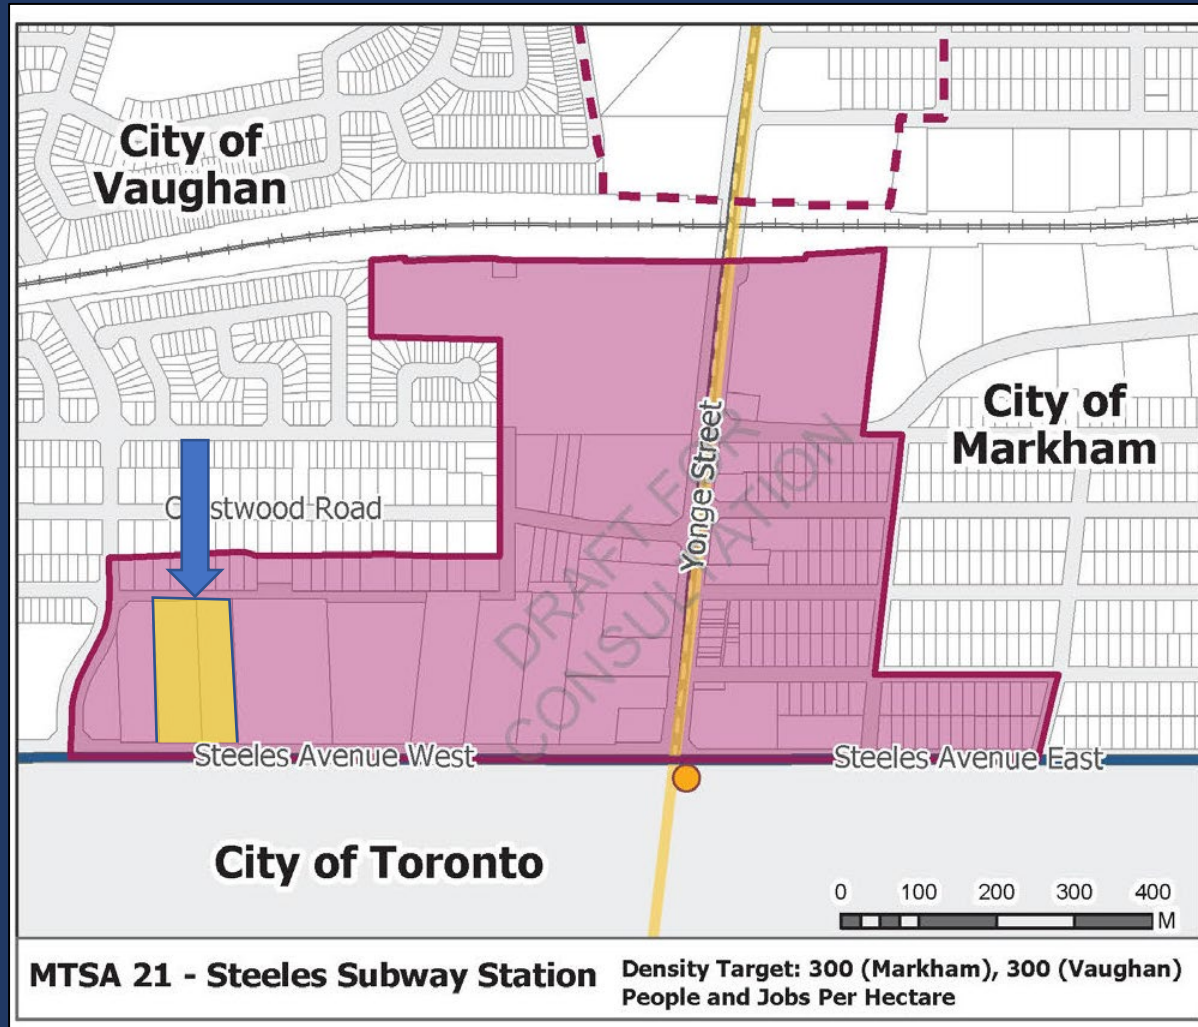 City of
Vaughan
City of
Markham
C stwood Road
Yonge Street
DRAFT FOR
CONSULTATION
Steeles Avenue West
Steeles Avenue East
City of Toronto
0 100 200 300 400
M
MTSA 21 - Steeles Subway Station
Density Target: 300 (Markham), 300 (Vaughan)
People and Jobs Per Hectare